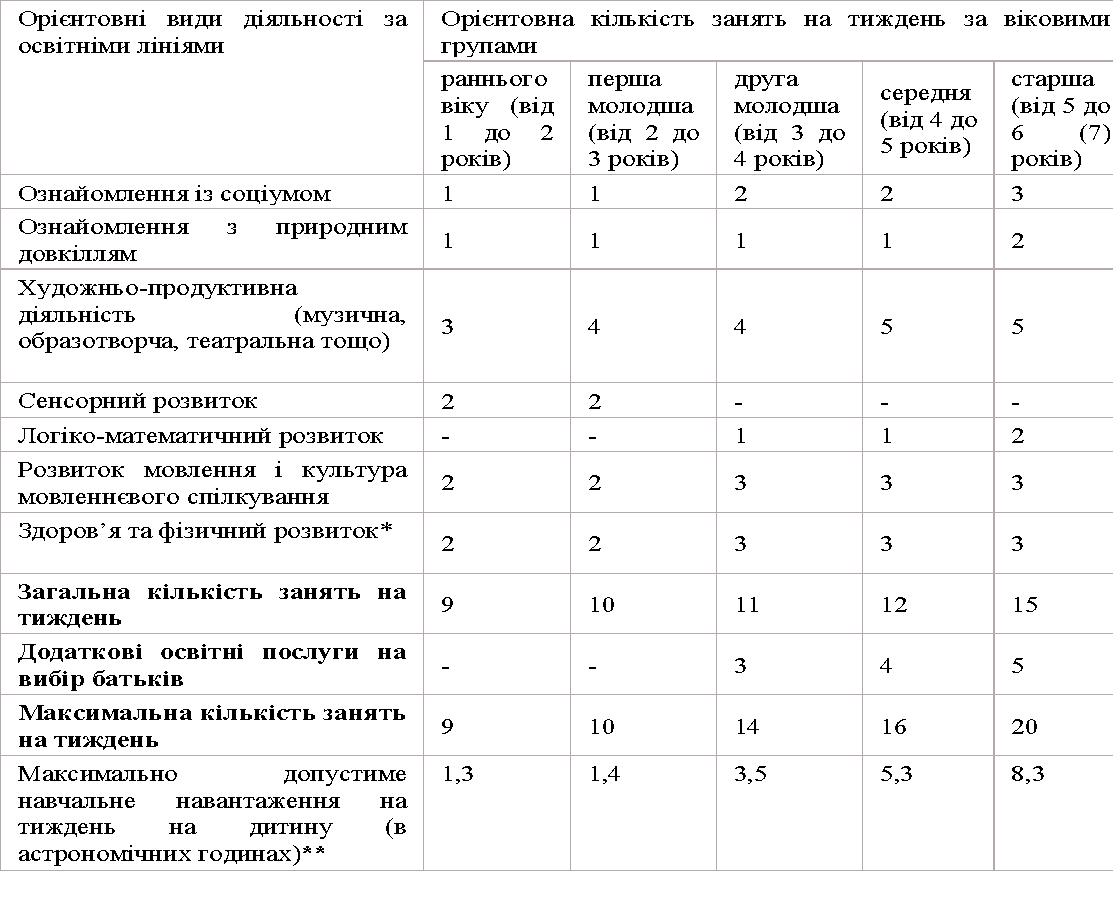 Орієнтовні види діяльності за
освітніми лініями
Орієнтовна кількість занять на тиждень за віковими
групами
раннього
віку (від
1 до 2
років)
перша
молодша
(від 2 до
3 років)
друга
молодша
(від 3 до
4 років)
середня
(від 4 до
5 років)
старша
(від 5 до
6 (7)
років)
Ознайомлення із соціумом
1
1
2
2
3
Ознайомлення з природним
довкіллям
1
1
1
1
2
Художньо-продуктивна
діяльність (музична,
образотворча, театральна тощо)
3
4
4
5
5
Сенсорний розвиток
2
2
-
-
-
Логіко-математичний розвиток
-
-
1
1
2
Розвиток мовлення і культура
мовленнєвого спілкування
2
2
3
3
3
Здоров’я та фізичний розвиток*
2
2
3
3
3
Загальна кількість занять на
тиждень
9
10
11
12
15
Додаткові освітні послуги на
вибір батьків
-
-
3
4
5
Максимальна кількість занять
на тиждень
9
10
14
16
20
Максимально допустиме
навчальне навантаження на
тиждень на дитину (в
астрономічних годинах)**
1,3
1,4
3,5
5,3
8,3